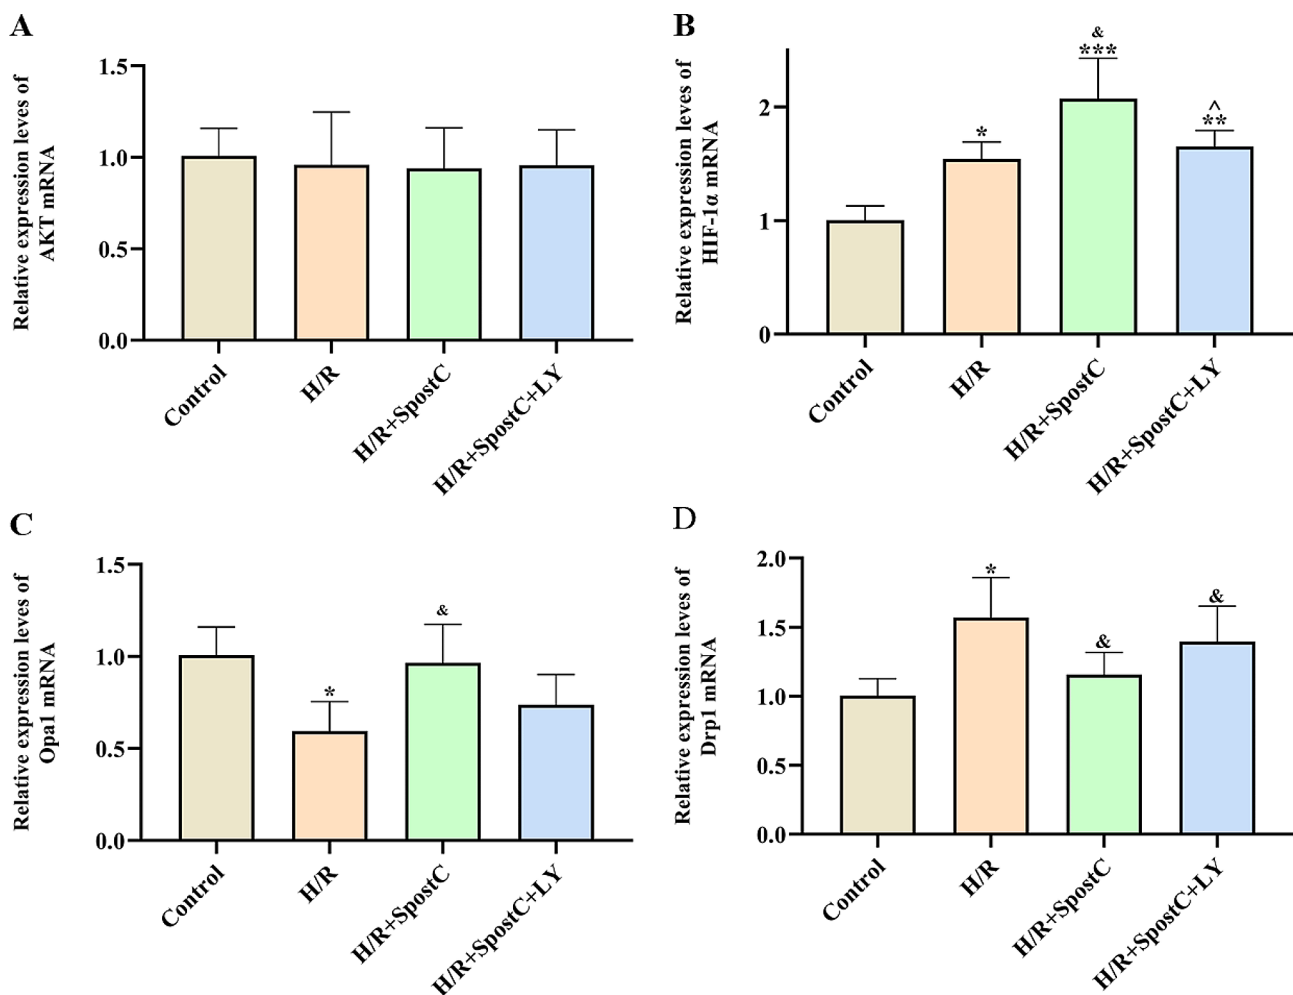 A
Relative expression leves of
AKT mRNA
1.5
1.0
0.5
0.0
Control
H/R
H/R+SpostC
H/R+SpostC+LY
B
Relative expression leves of
HIF-1α mRNA
2
1
0
*
&
***
^
**
Control
H/R
H/R+SpostC
H/R+SpostC+LY
C
Relative expression leves of
Opa1 mRNA
1.5
1.0
0.5
0.0
*
&
Control
H/R
H/R+SpostC
H/R+SpostC+LY
D
Relative expression leves of
Drp1 mRNA
2.0
1.5
1.0
0.5
0.0
*
&
&
Control
H/R
H/R+SpostC
H/R+SpostC+LY